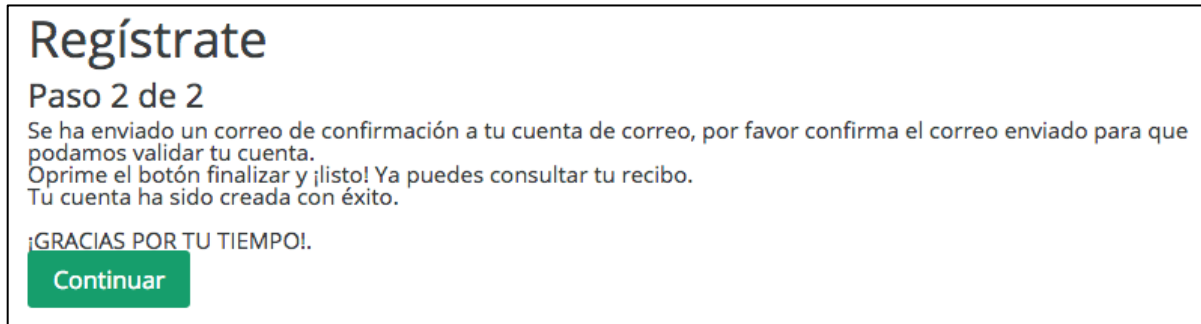 Regístrate
Paso 2 de 2
Se ha enviado un correo de confirmación a tu cuenta de correo, por favor confirma el correo enviado para que
podamos validar tu cuenta.
Oprime el botón finalizar y ¡listo! Ya puedes consultar tu recibo.
Tu cuenta ha sido creada con éxito.
¡GRACIAS POR TU TIEMPO!.
Continuar